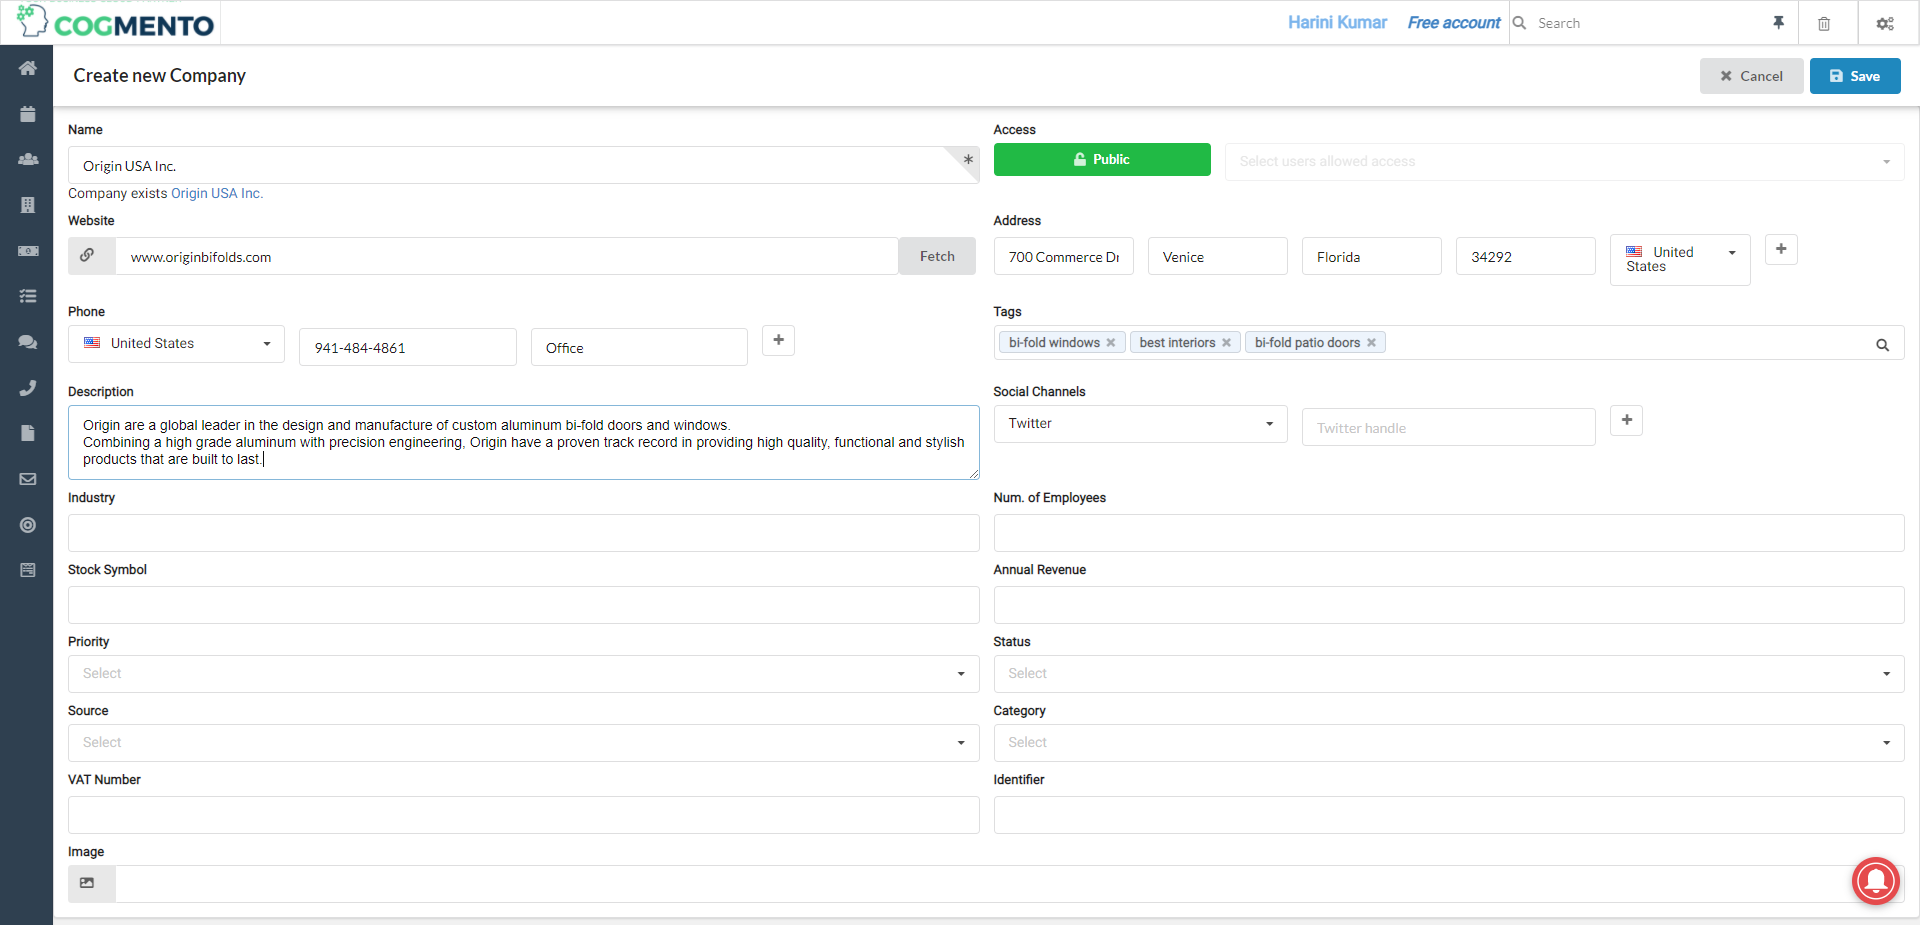 COGMENTO
Harini Kumar
Free account
Search
Create new Company
Cancel
Save
Name
Access
Origin USA Inc.
*
Public
Select users allowed access
Company exists Origin USA Inc.
Website
Address
www.originbifolds.com
Fetch
700 Commerce Dr
Venice
Florida
34292
United
States
Phone
Tags
United States
941-484-4861
Office
bi-fold windows
best interiors
bi-fold patio doors
Description
Social Channels
Origin are a global leader in the design and manufacture of custom aluminum bi-fold doors and windows.
Combining a high grade aluminum with precision engineering, Origin have a proven track record in providing high quality, functional and stylish
products that are built to last.
Twitter
Twitter handle
Industry
Num. of Employees
Stock Symbol
Annual Revenue
Priority
Status
Select
Select
Source
Category
Select
Select
VAT Number
Identifier
Image